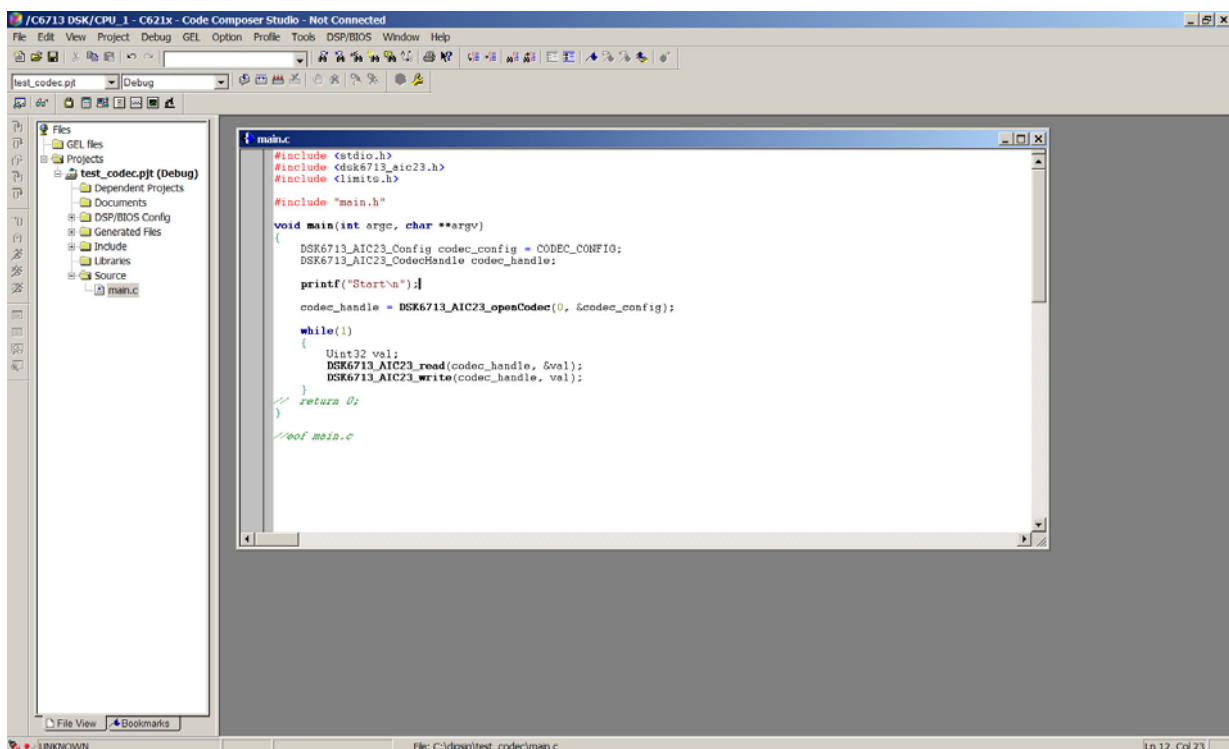 /C6713 DSK/CPU_1 - C621x - Code Composer Studio - Not Connected
File Edit View Project Debug GEL Option Profile Tools DSP/BIOS Window Help
test_codec.pjt Debug
Files
GEL files
Projects
test_codec.pjt (Debug)
Dependent Projects
Documents
DSP/BIOS Config
Generated Files
Include
Libraries
Source
main.c
main.c
#include <stdio.h>
#include <dsk6713_aic23.h>
#include <limits.h>
#include "main.h"
void main(int argc, char **argv)
{
DSK6713_AIC23_Config codec_config = CODEC_CONFIG;
DSK6713_AIC23_CodecHandle codec_handle;
printf("Start\n");
codec_handle = DSK6713_AIC23_openCodec(0, &codec_config);
while(1)
{
Uint32 val;
DSK6713_AIC23_read(codec_handle, &val);
DSK6713_AIC23_write(codec_handle, val);
}
// return 0;
}
//eof main.c
File View Bookmarks
UNKNOWN File: C:\dipsig\test_codec\main.c Ln 12, Col 23